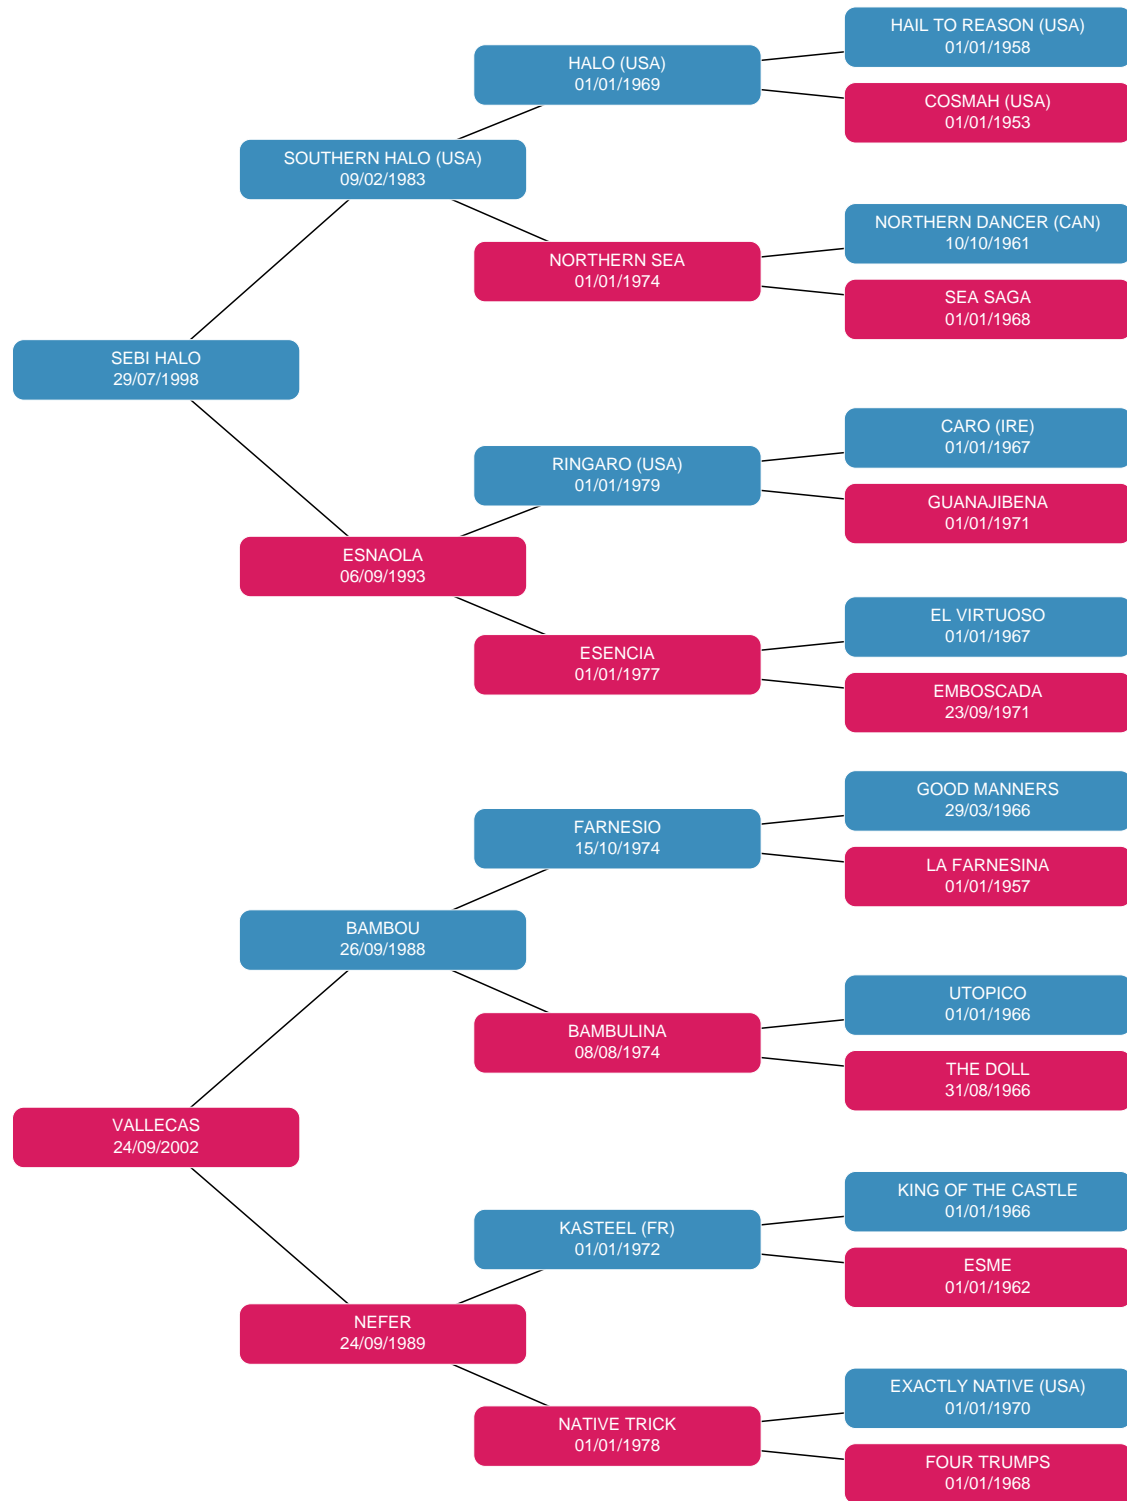 HAIL TO REASON (USA)
01/01/1958
HALO (USA)
01/01/1969
COSMAH (USA)
01/01/1953
SOUTHERN HALO (USA)
09/02/1983
NORTHERN DANCER (CAN)
10/10/1961
NORTHERN SEA
01/01/1974
SEA SAGA
01/01/1968
SEBI HALO
29/07/1998
CARO (IRE)
01/01/1967
RINGARO (USA)
01/01/1979
GUANAJIBENA
01/01/1971
ESNAOLA
06/09/1993
EL VIRTUOSO
01/01/1967
ESENCIA
01/01/1977
EMBOSCADA
23/09/1971
GOOD MANNERS
29/03/1966
FARNESIO
15/10/1974
LA FARNESINA
01/01/1957
BAMBOU
26/09/1988
UTOPICO
01/01/1966
BAMBULINA
08/08/1974
THE DOLL
31/08/1966
VALLECAS
24/09/2002
KING OF THE CASTLE
01/01/1966
KASTEEL (FR)
01/01/1972
ESME
01/01/1962
NEFER
24/09/1989
EXACTLY NATIVE (USA)
01/01/1970
NATIVE TRICK
01/01/1978
FOUR TRUMPS
01/01/1968